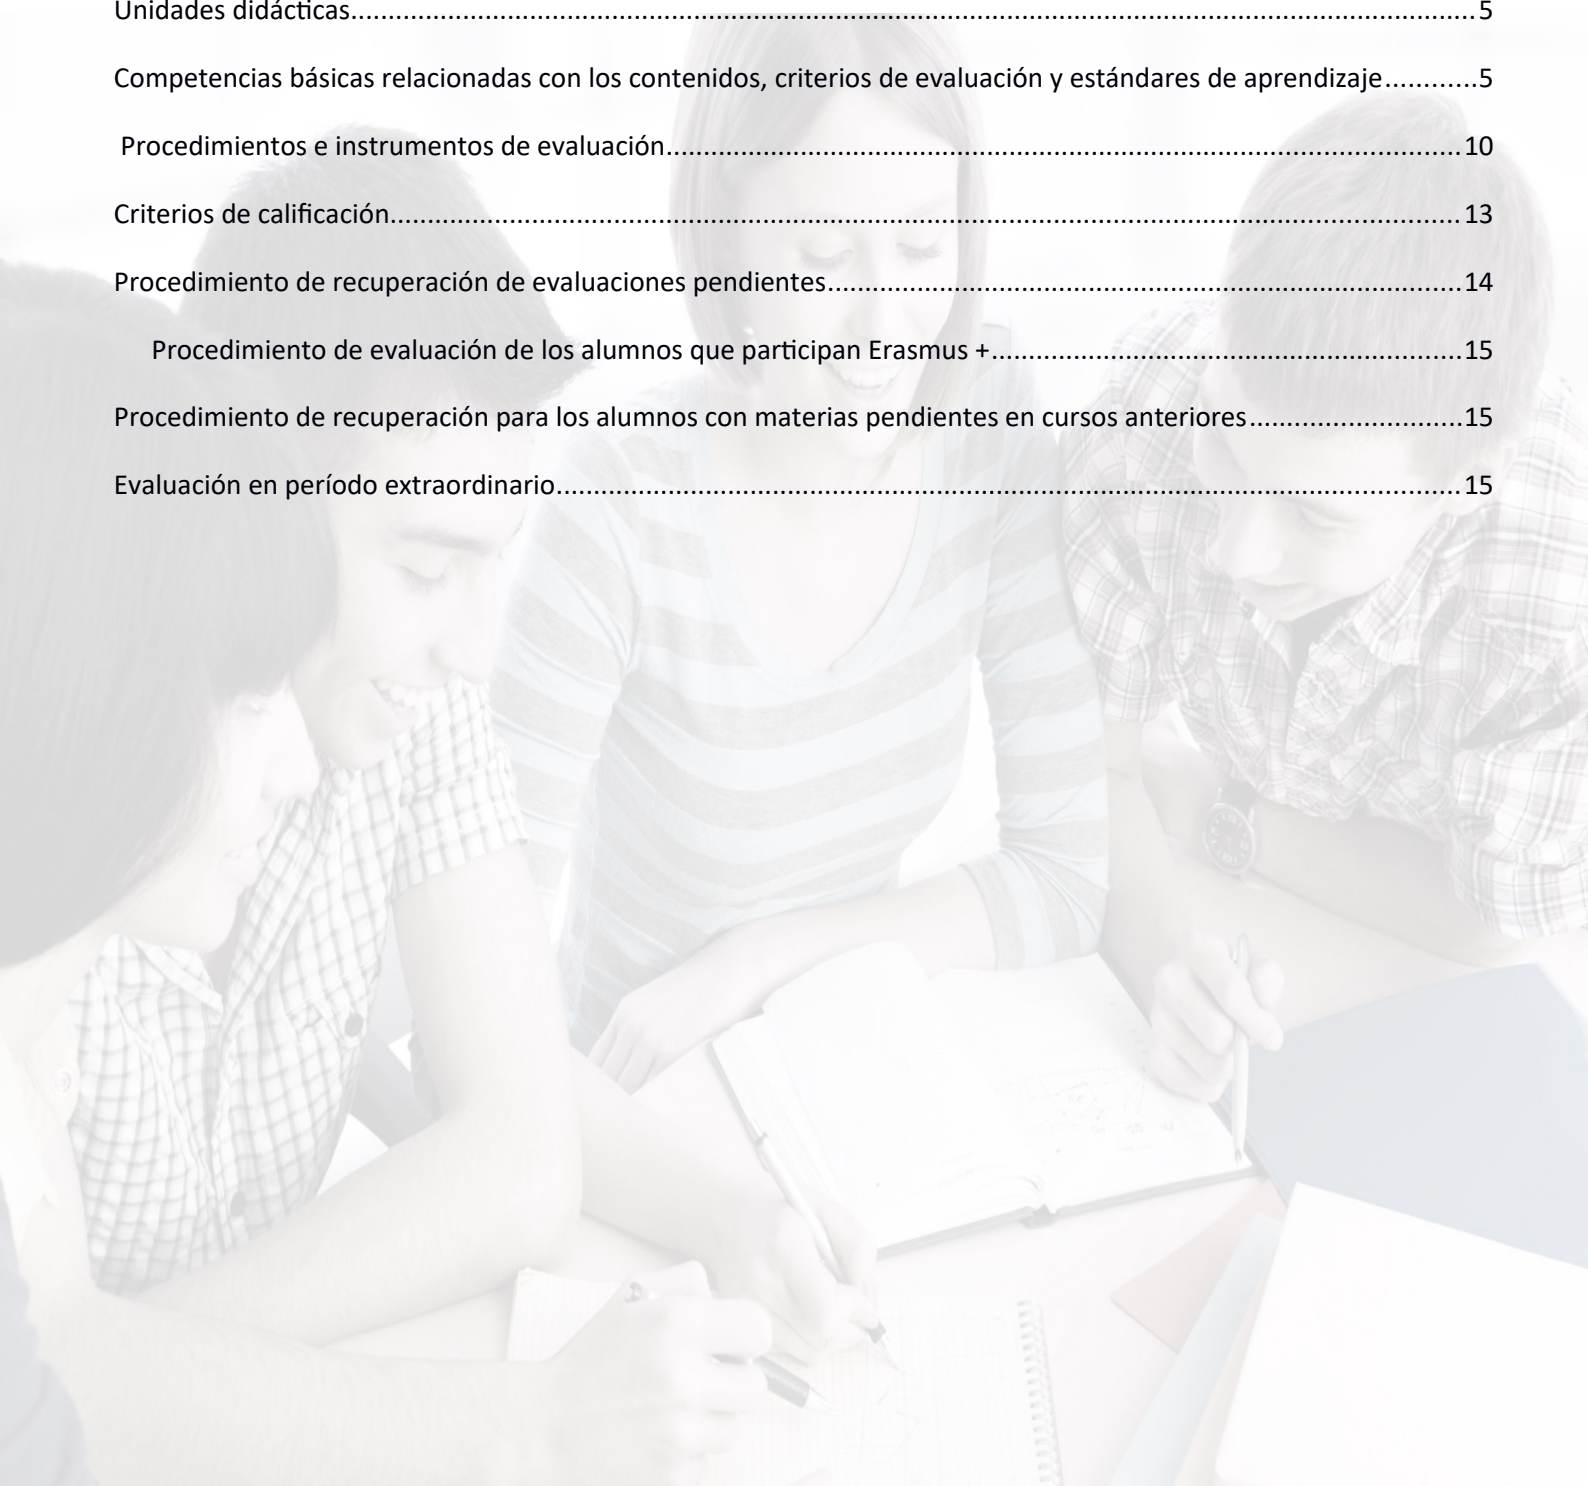 Unidades didácticas....................5
Competencias básicas relacionadas con los contenidos, criterios de evaluación y estándares de aprendizaje............5
Procedimientos e instrumentos de evaluación....................10
Criterios de calificación....................13
Procedimiento de recuperación de evaluaciones pendientes....................14
Procedimiento de evaluación de los alumnos que participan Erasmus +....................15
Procedimiento de recuperación para los alumnos con materias pendientes en cursos anteriores....................15
Evaluación en período extraordinario....................15